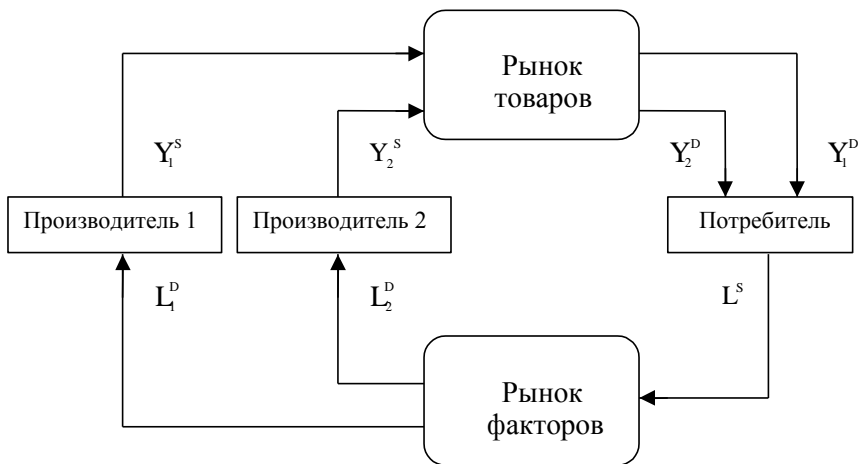 Рынок
товаров
Y₁ˢ
Y₂ˢ
Y₂ᴰ
Y₁ᴰ
Производитель 1
Производитель 2
Потребитель
L₁ᴰ
L₂ᴰ
Lˢ
Рынок
факторов